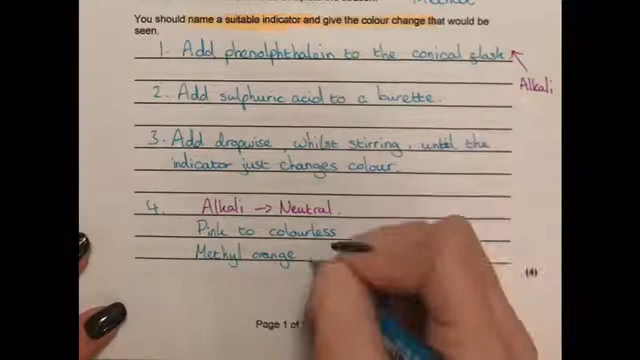 You should name a suitable indicator and give the colour change that would be
seen.
1. Add phenolphthalein to the conical flask.
Alkali
2. Add sulphuric acid to a burette.
3. Add dropwise, whilst stirring, until the
indicator just changes colour.
4. Alkali → Neutral.
Pink to colourless
Methyl orange
(4)
Page 1 of